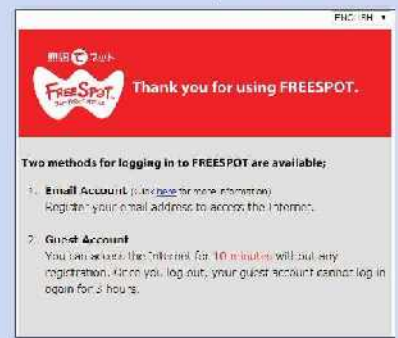 ENGLISH ▼
FREESPOT
Thank you for using FREESPOT.
Two methods for logging in to FREESPOT are available;
1. Email Account (Click here for more information)
Register your email address to access the Internet.
2. Guest Account
You can access the Internet for 10 minutes without any
registration. Once you log out, your guest account cannot log in
again for 3 hours.